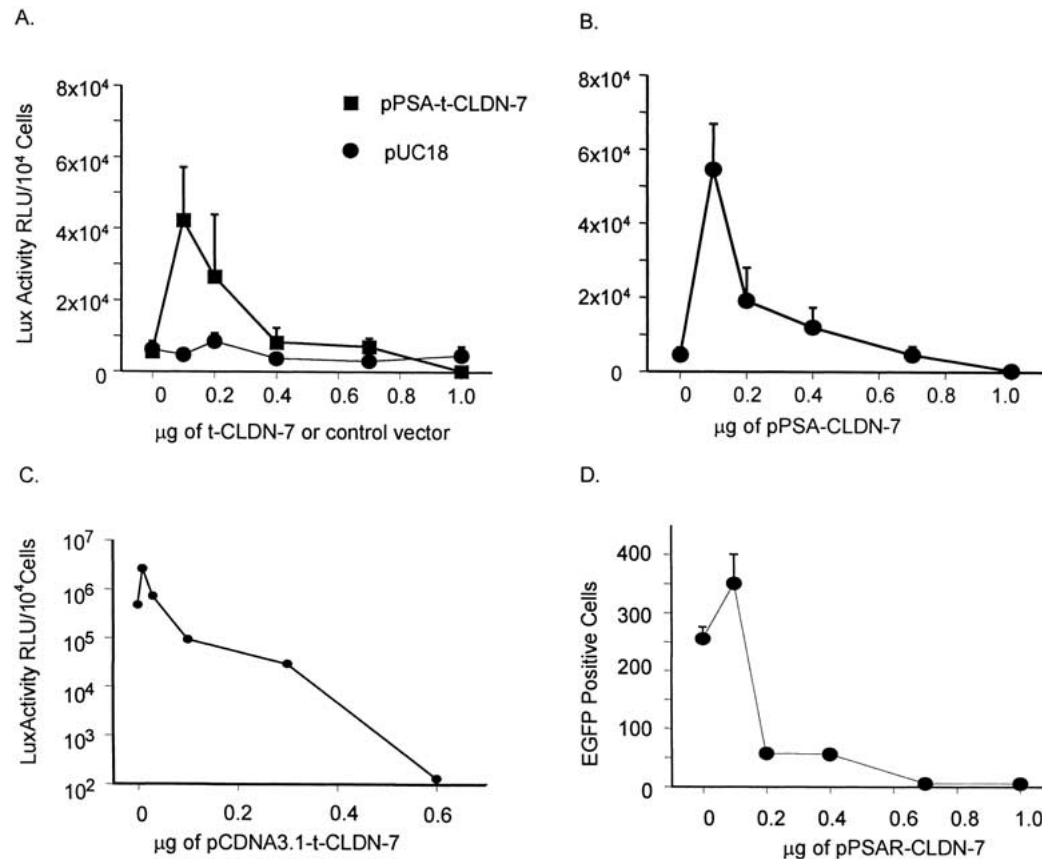 A.
Lux Activity RLU/10⁴ Cells
8x10⁴
6x10⁴
4x10⁴
2x10⁴
0
pPSA-t-CLDN-7
pUC18
0 0.2 0.4 0.6 0.8 1.0
µg of t-CLDN-7 or control vector
B.
8x10⁴
6x10⁴
4x10⁴
2x10⁴
0
0 0.2 0.4 0.6 0.8 1.0
µg of pPSA-CLDN-7
C.
LuxActivity RLU/10⁴Cells
10⁷
10⁶
10⁵
10⁴
10³
10²
0 0.2 0.4 0.6
µg of pCDNA3.1-t-CLDN-7
D.
EGFP Positive Cells
400
300
250
100
50
0
0 0.2 0.4 0.6 0.8 1.0
µg of pPSAR-CLDN-7